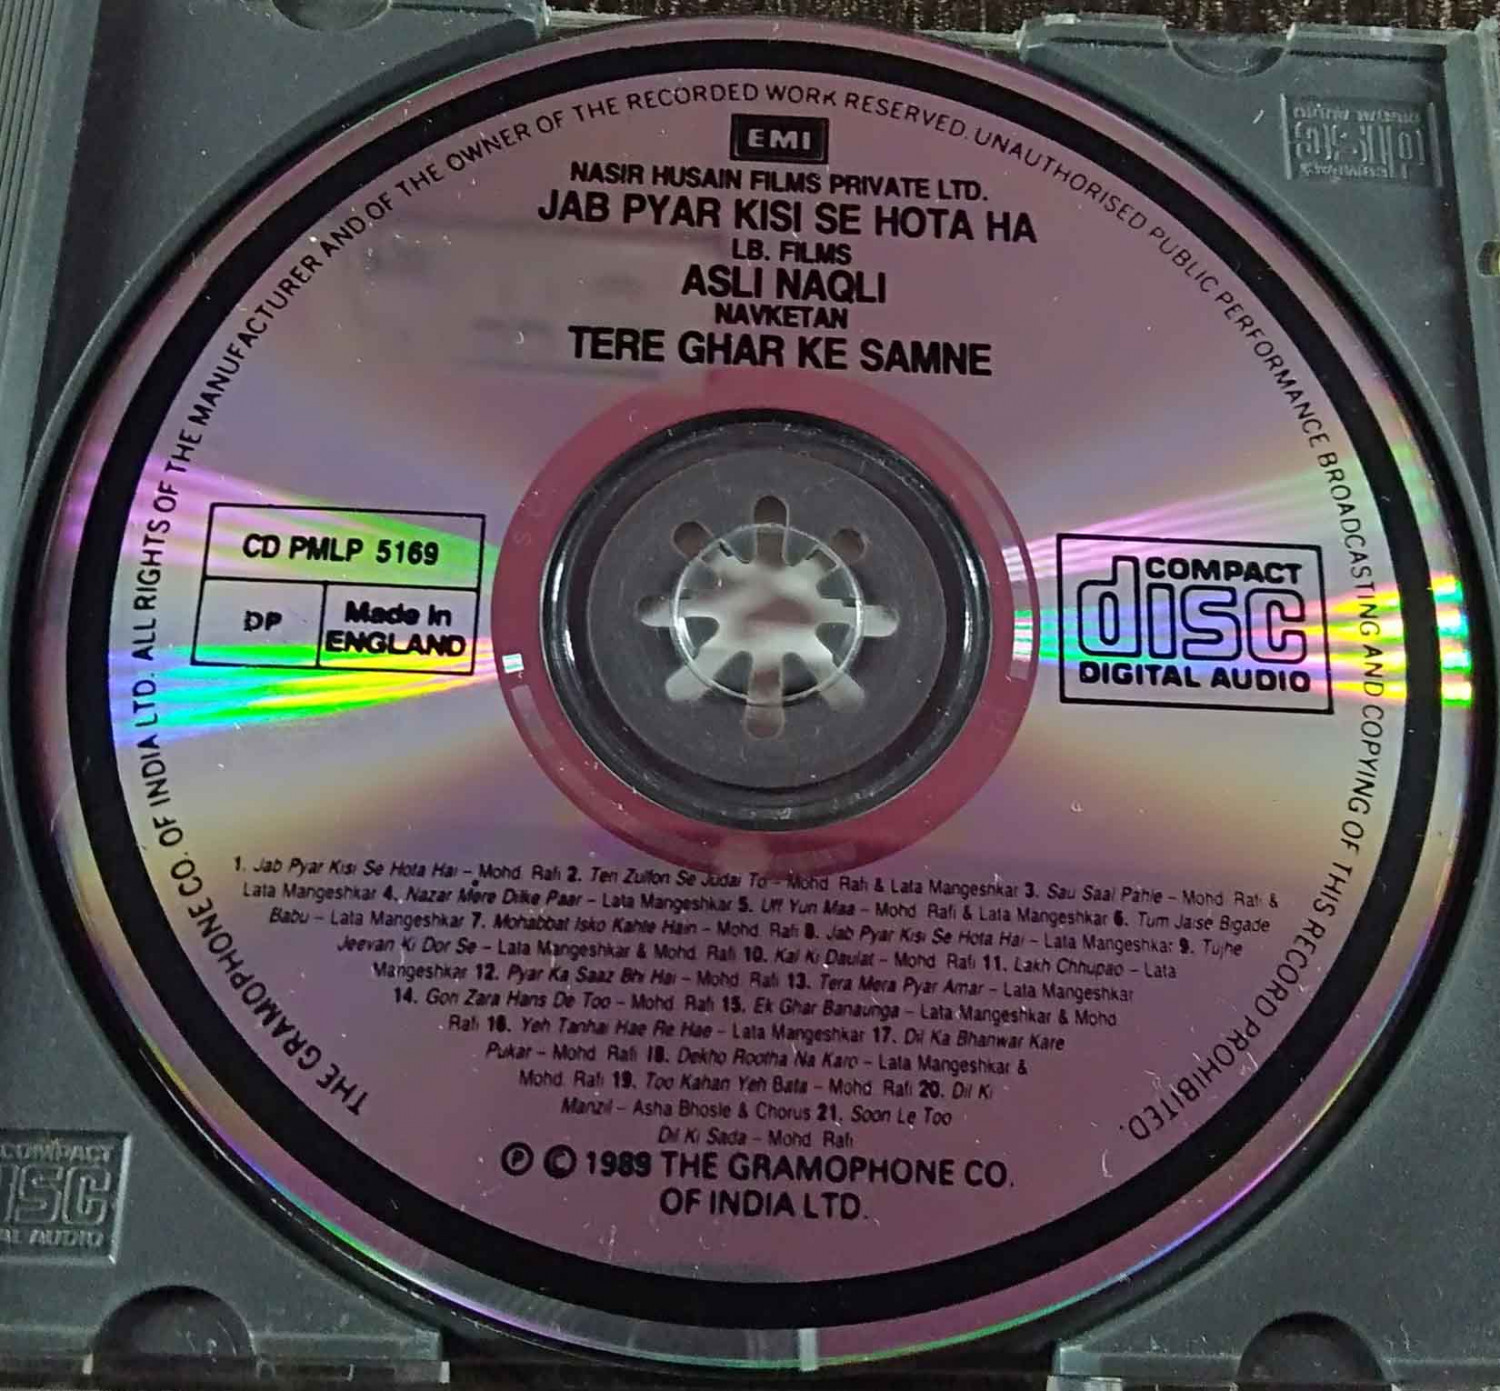 THE GRAMOPHONE CO. OF INDIA LTD. ALL RIGHTS OF THE MANUFACTURER AND OF THE OWNER OF THE RECORDED WORK RESERVED. UNAUTHORISED PUBLIC PERFORMANCE BROADCASTING AND COPYING OF THIS RECORD PROHIBITED.
EMI
NASIR HUSAIN FILMS PRIVATE LTD.
JAB PYAR KISI SE HOTA HA
LB. FILMS
ASLI NAQLI
NAVKETAN
TERE GHAR KE SAMNE
CD PMLP 5169
DP
Made in
ENGLAND
COMPACT
disc
DIGITAL AUDIO
1. Jab Pyar Kisi Se Hota Hai – Mohd. Rafi 2. Teri Zulfon Se Judai To – Mohd. Rafi & Lata Mangeshkar 3. Sau Saal Pahle – Mohd. Rafi &
Lata Mangeshkar 4. Nazar Mere Dilke Paar – Lata Mangeshkar 5. Uff Yun Maa – Mohd. Rafi & Lata Mangeshkar 6. Tum Jaise Bigade
Babu – Lata Mangeshkar 7. Mohabbat Isko Kahte Hain – Mohd. Rafi 8. Jab Pyar Kisi Se Hota Hai – Lata Mangeshkar 9. Tujhe
Jeevan Ki Dor Se – Lata Mangeshkar & Mohd. Rafi 10. Kal Ki Daulat – Mohd. Rafi 11. Lakh Chhupao – Lata
Mangeshkar 12. Pyar Ka Saaz Bhi Hai – Mohd. Rafi 13. Tera Mera Pyar Amar – Lata Mangeshkar
14. Gori Zara Hans De Too – Mohd. Rafi 15. Ek Ghar Banaunga – Lata Mangeshkar & Mohd.
Rafi 16. Yeh Tanhai Hae Re Hae – Lata Mangeshkar 17. Dil Ka Bhanwar Kare
Pukar – Mohd. Rafi 18. Dekho Rootha Na Karo – Lata Mangeshkar &
Mohd. Rafi 19. Too Kahan Yeh Bata – Mohd. Rafi 20. Dil Ki
Manzil – Asha Bhosle & Chorus 21. Soon Le Too
Dil Ki Sada – Mohd. Rafi
℗ © 1989 THE GRAMOPHONE CO.
OF INDIA LTD.
COMPACT
disc
AL AUDIO